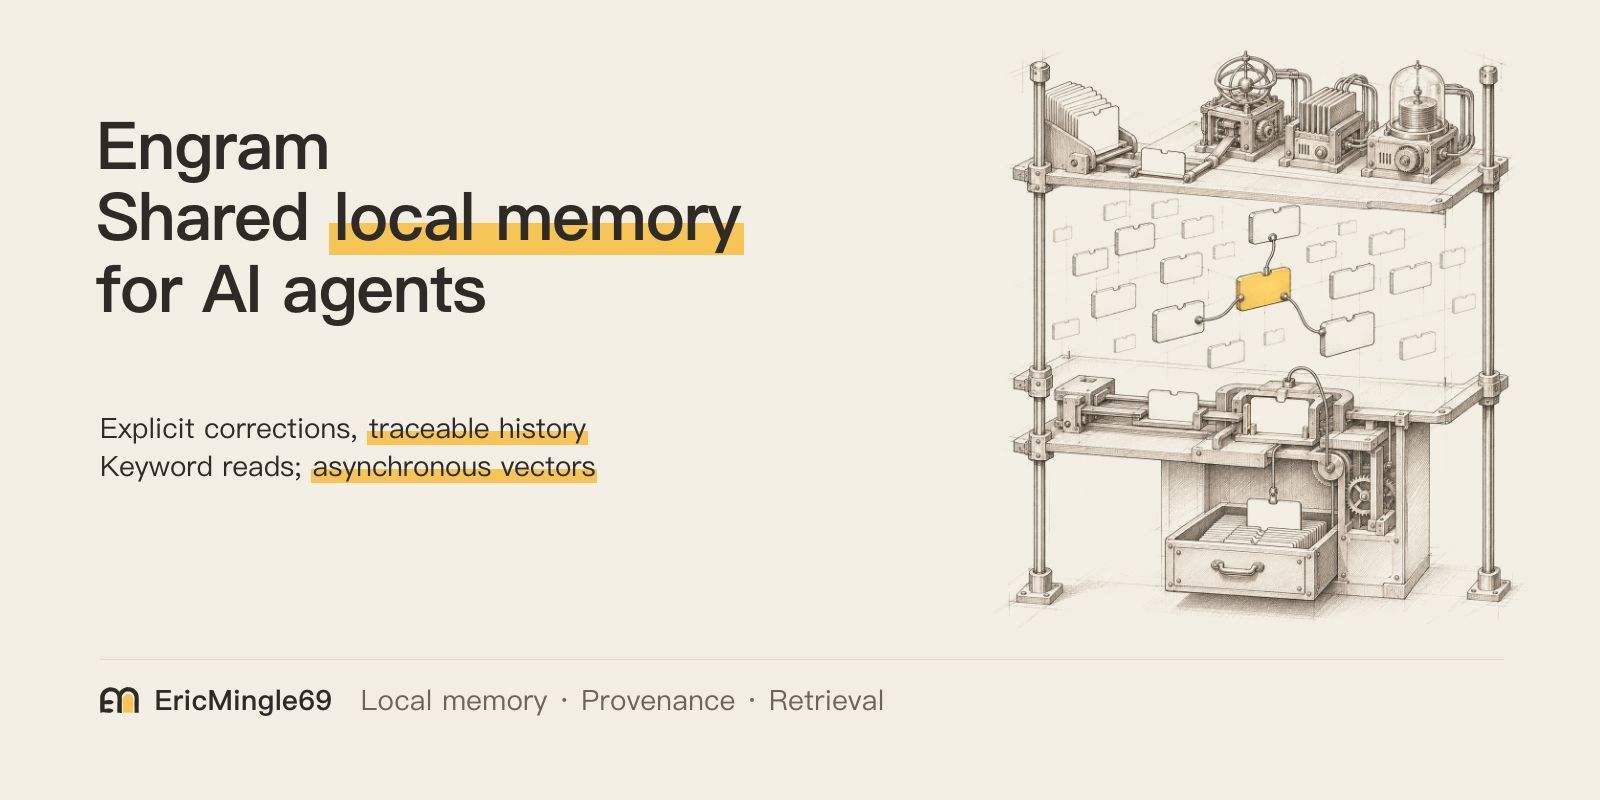 Engram
Shared local memory
for AI agents
Explicit corrections, traceable history
Keyword reads; asynchronous vectors
EricMingle69 Local memory · Provenance · Retrieval